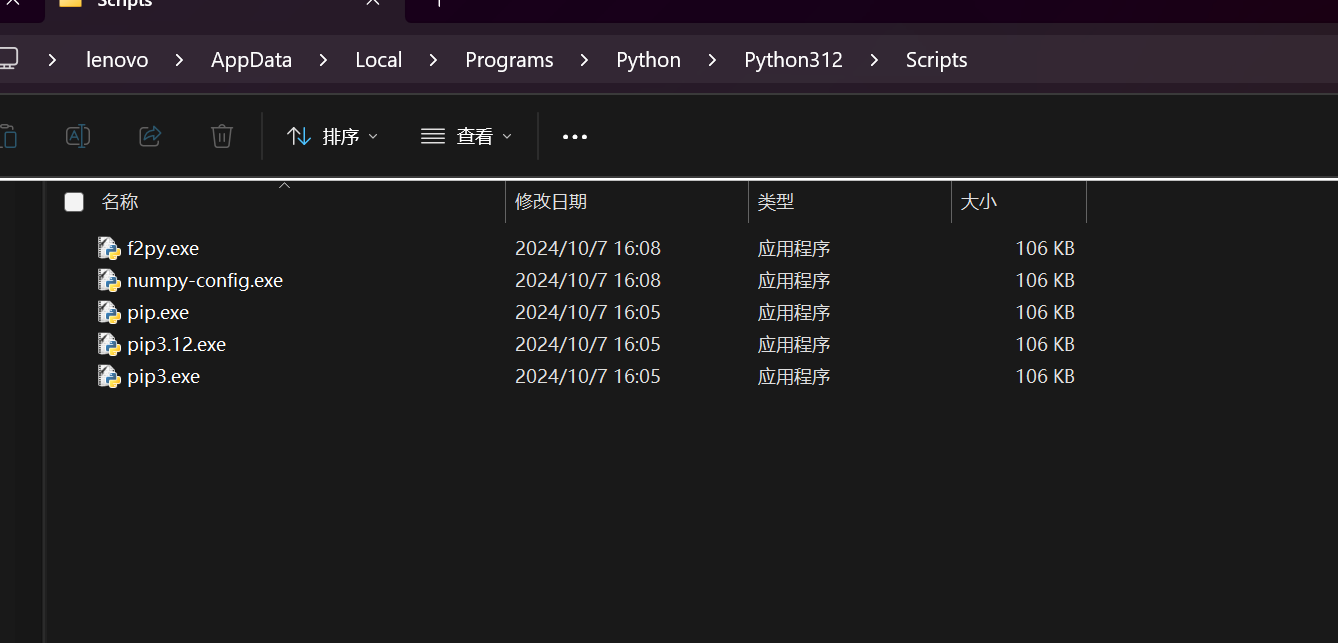 Scripts
lenovo > AppData > Local > Programs > Python > Python312 > Scripts
排序 查看
名称 修改日期 类型 大小
f2py.exe 2024/10/7 16:08 应用程序 106 KB
numpy-config.exe 2024/10/7 16:08 应用程序 106 KB
pip.exe 2024/10/7 16:05 应用程序 106 KB
pip3.12.exe 2024/10/7 16:05 应用程序 106 KB
pip3.exe 2024/10/7 16:05 应用程序 106 KB